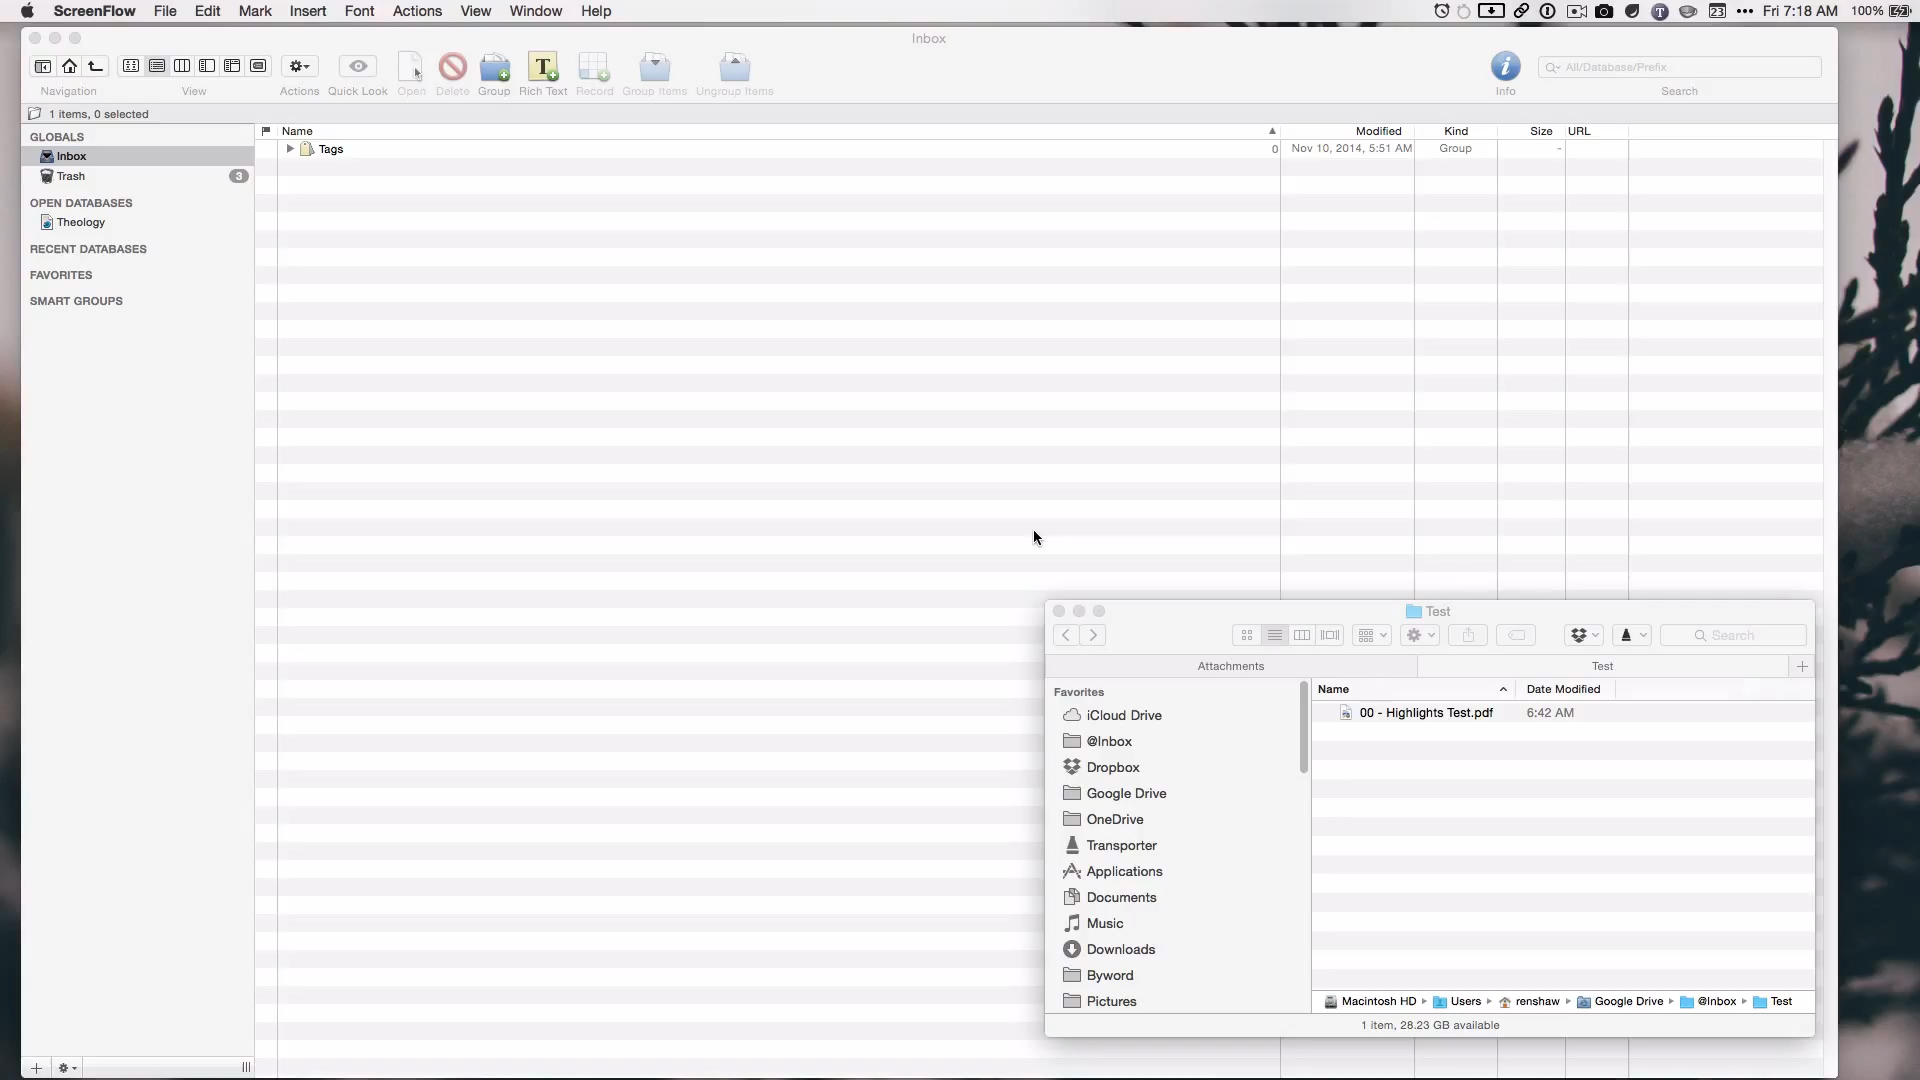 ScreenFlow File Edit Mark Insert Font Actions View Window Help 23 Fri 7:18 AM 100%
Inbox
Navigation View Actions Quick Look Open Delete Group Rich Text Record Group Items Ungroup Items Info All/Database/Prefix Search
1 items, 0 selected
GLOBALS
Inbox
Trash 3
OPEN DATABASES
Theology
RECENT DATABASES
FAVORITES
SMART GROUPS
Name Modified Kind Size URL
Tags 0 Nov 10, 2014, 5:51 AM Group -
Test
Search
Attachments Test
Favorites
iCloud Drive
@Inbox
Dropbox
Google Drive
OneDrive
Transporter
Applications
Documents
Music
Downloads
Byword
Pictures
Name Date Modified
00 - Highlights Test.pdf 6:42 AM
Macintosh HD Users renshaw Google Drive @Inbox Test
1 item, 28.23 GB available